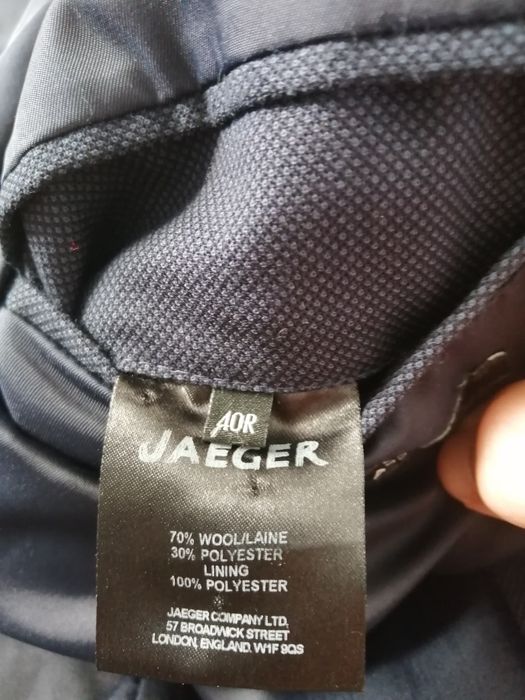 40R
JAEGER
70% WOOL/LAINE
30% POLYESTER
LINING
100% POLYESTER
JAEGER COMPANY LTD.
57 BROADWICK STREET
LONDON, ENGLAND. W1F 9QS